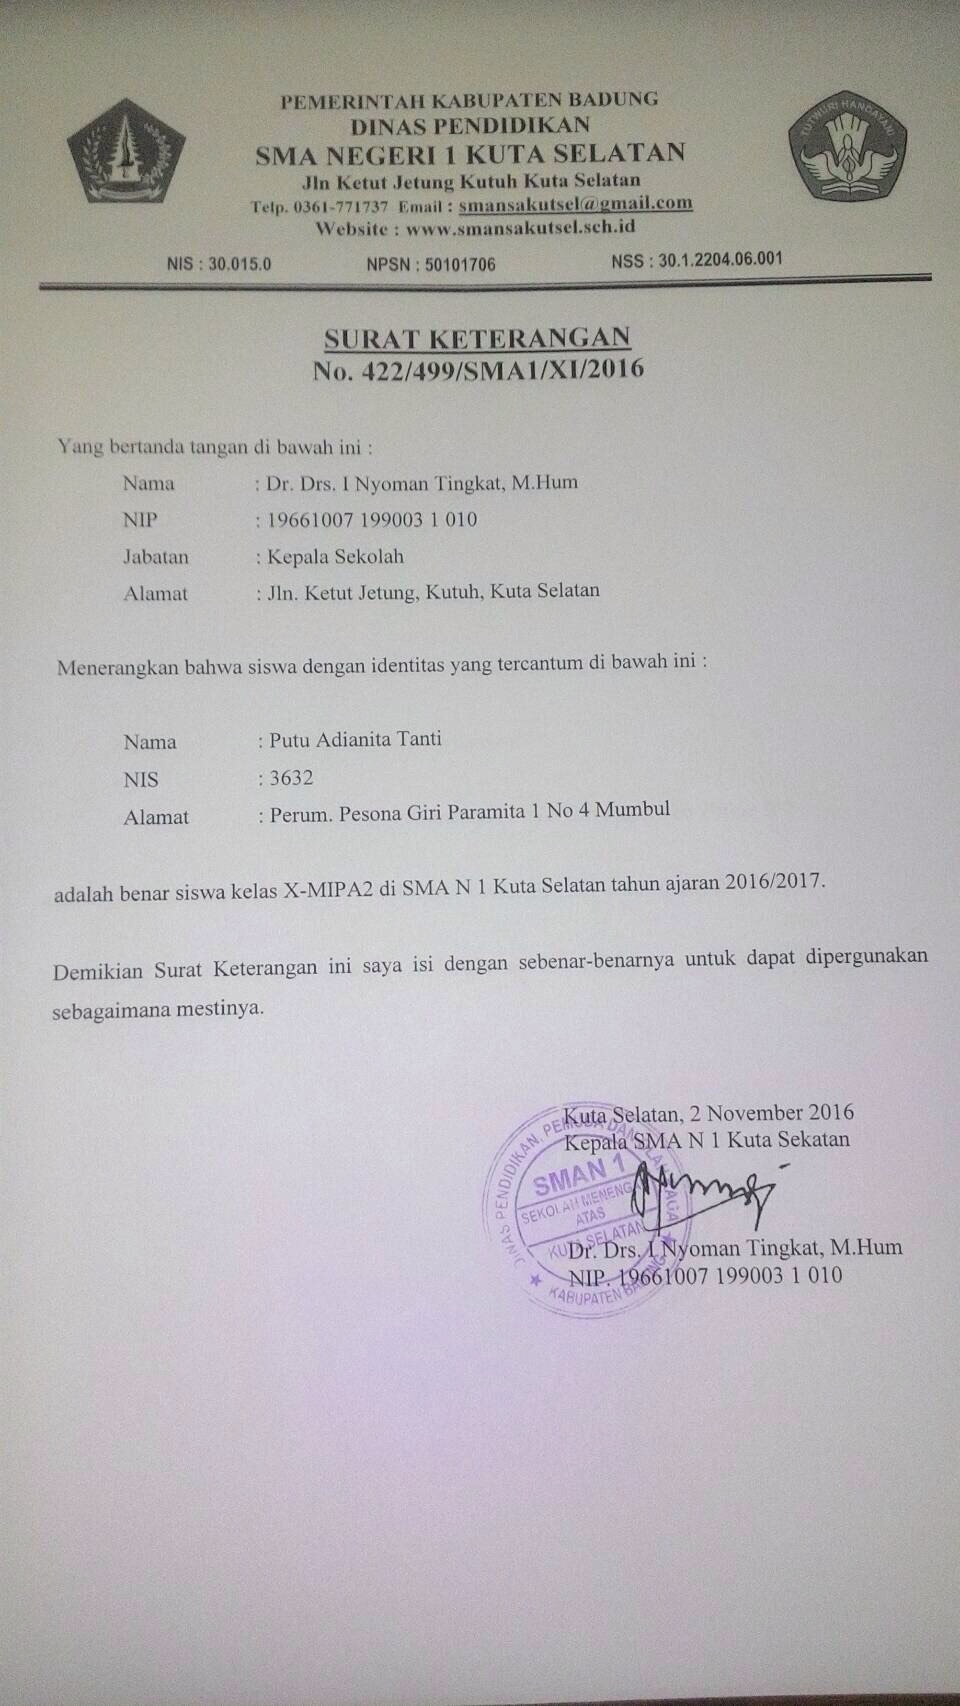 PEMERINTAH KABUPATEN BADUNG
DINAS PENDIDIKAN
SMA NEGERI 1 KUTA SELATAN
Jln Ketut Jetung Kutuh Kuta Selatan
Telp. 0361-771737 Email : smansakutsel@gmail.com
Website : www.smansakutsel.sch.id
TUT WURI HANDAYANI
NIS : 30.015.0 NPSN : 50101706 NSS : 30.1.2204.06.001
SURAT KETERANGAN
No. 422/499/SMA1/XI/2016
Yang bertanda tangan di bawah ini :
Nama : Dr. Drs. I Nyoman Tingkat, M.Hum
NIP : 19661007 199003 1 010
Jabatan : Kepala Sekolah
Alamat : Jln. Ketut Jetung, Kutuh, Kuta Selatan
Menerangkan bahwa siswa dengan identitas yang tercantum di bawah ini :
Nama : Putu Adianita Tanti
NIS : 3632
Alamat : Perum. Pesona Giri Paramita 1 No 4 Mumbul
adalah benar siswa kelas X-MIPA2 di SMA N 1 Kuta Selatan tahun ajaran 2016/2017.
Demikian Surat Keterangan ini saya isi dengan sebenar-benarnya untuk dapat dipergunakan
sebagaimana mestinya.
Kuta Selatan, 2 November 2016
Kepala SMA N 1 Kuta Sekatan
PENDIDIKAN, PEMUDA DAN
SMAN 1
SEKOLAH MENENGAH
ATAS
KUTA SELATAN
KABUPATEN BADUNG
Dr. Drs. I Nyoman Tingkat, M.Hum
NIP. 19661007 199003 1 010